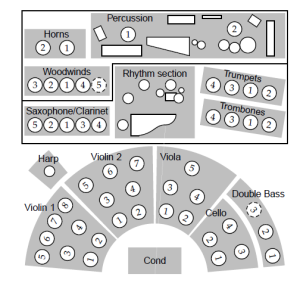 Percussion
Horns
1
2
2 1
Woodwinds
3 2 1 4 5
Rhythm section
Trumpets
4 3 1 2
Saxophone/Clarinet
5 2 1 3 4
Trombones
4 3 1 2
Harp
Violin 2
7
6
5
4
3
2
1
Viola
5
3 4
1 2
Double Bass
3
2
1
Violin 1
8
7
6
5
4
3
2
1
Cello
4
3
2
1
Cond